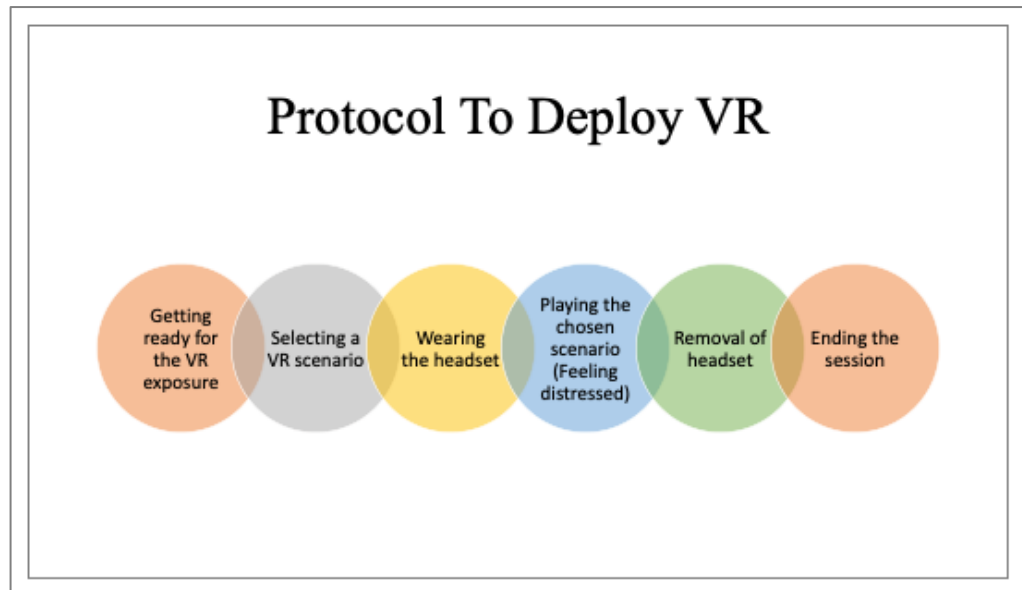 Protocol To Deploy VR
Getting
ready for
the VR
exposure
Selecting a
VR scenario
Wearing
the headset
Playing the
chosen
scenario
(Feeling
distressed)
Removal of
headset
Ending the
session